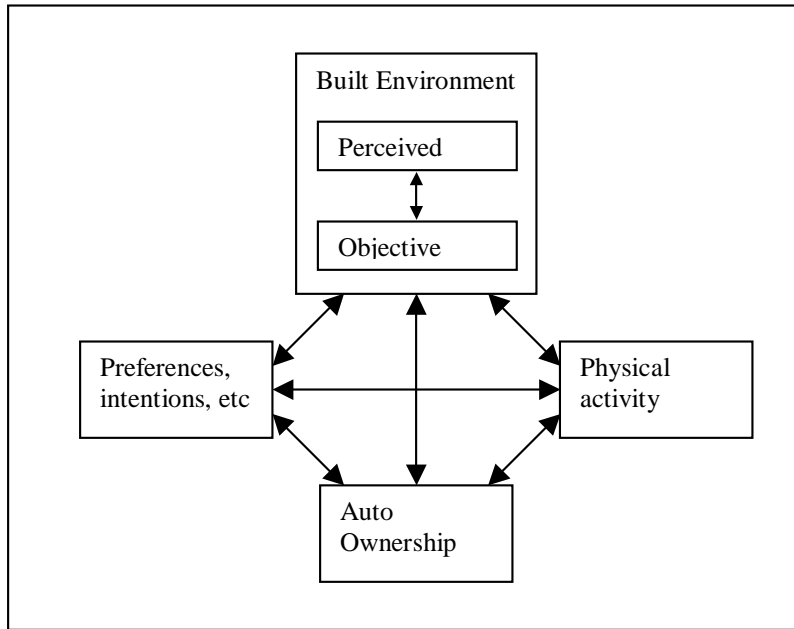 Built Environment
Perceived
Objective
Preferences,
intentions, etc
Physical
activity
Auto
Ownership